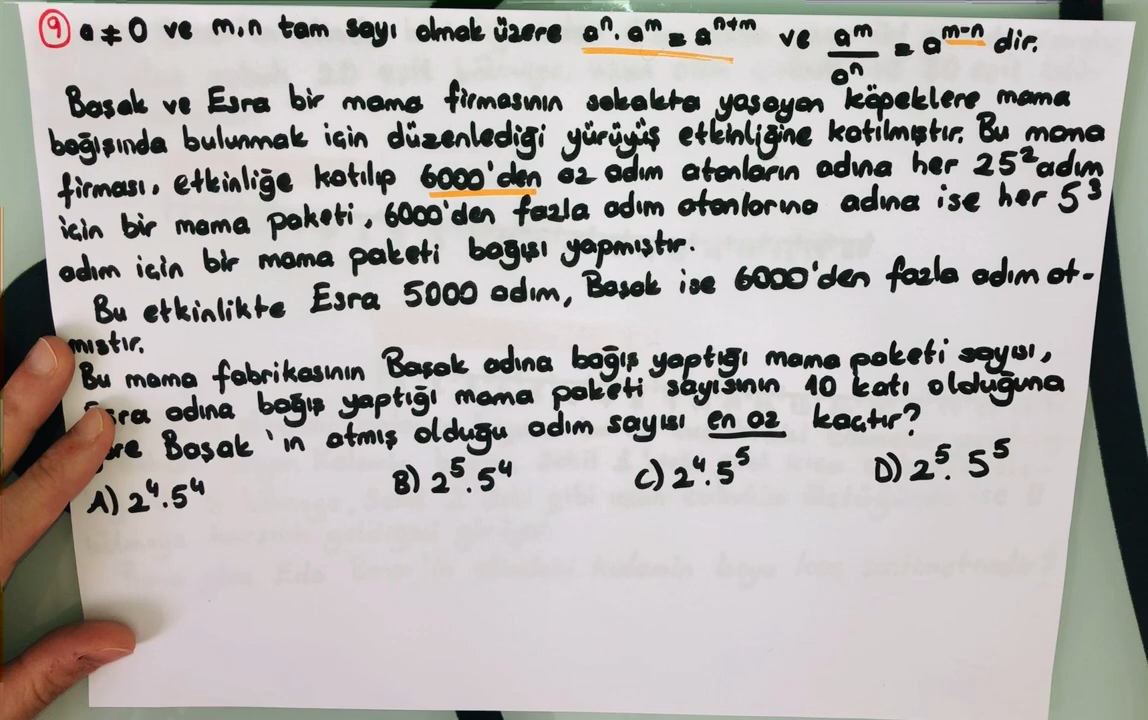 9 a ≠ 0 ve m,n tam sayı olmak üzere aⁿ. aᵐ = aⁿ⁺ᵐ ve aᵐ/aⁿ = aᵐ⁻ⁿ dir.
Başak ve Esra bir mama firmasının sokakta yaşayan köpeklere mama
bağışında bulunmak için düzenlediği yürüyüş etkinliğine katılmıştır. Bu mama
firması, etkinliğe katılıp 6000'den az adım atanların adına her 25² adım
için bir mama paketi, 6000'den fazla adım atanlarına adına ise her 5³
adım için bir mama paketi bağışı yapmıştır.
Bu etkinlikte Esra 5000 adım, Başak ise 6000'den fazla adım at-
mıştır.
Bu mama fabrikasının Başak adına bağış yaptığı mama paketi sayısı,
Esra adına bağış yaptığı mama paketi sayısının 10 katı olduğuna
göre Başak'ın atmış olduğu adım sayısı en az kaçtır?
A) 2⁴.5⁴ B) 2⁵.5⁴ C) 2⁴.5⁵ D) 2⁵.5⁵